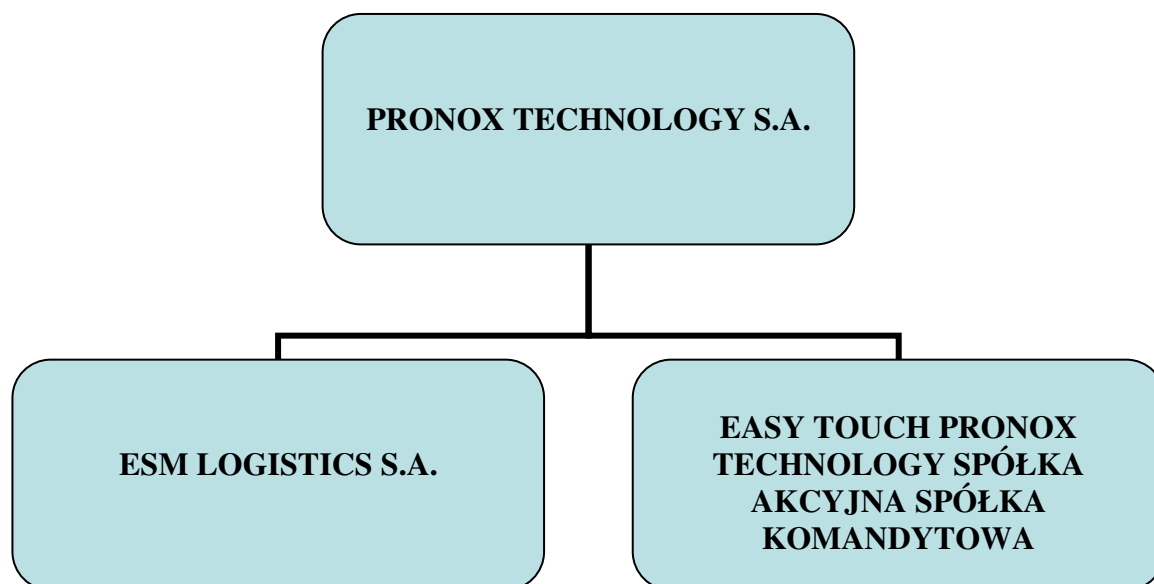 PRONOX TECHNOLOGY S.A.
ESM LOGISTICS S.A.
EASY TOUCH PRONOX
TECHNOLOGY SPÓŁKA
AKCYJNA SPÓŁKA
KOMANDYTOWA